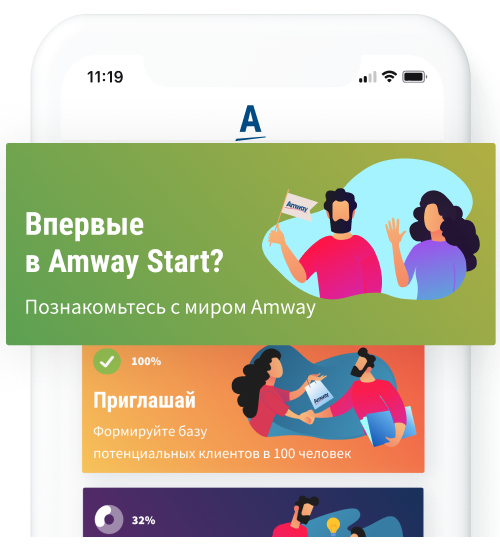 11:19
A
Amway
Впервые
в Amway Start?
Познакомьтесь с миром Amway
100%
Приглашай
Amway
Формируйте базу
потенциальных клиентов в 100 человек
32%